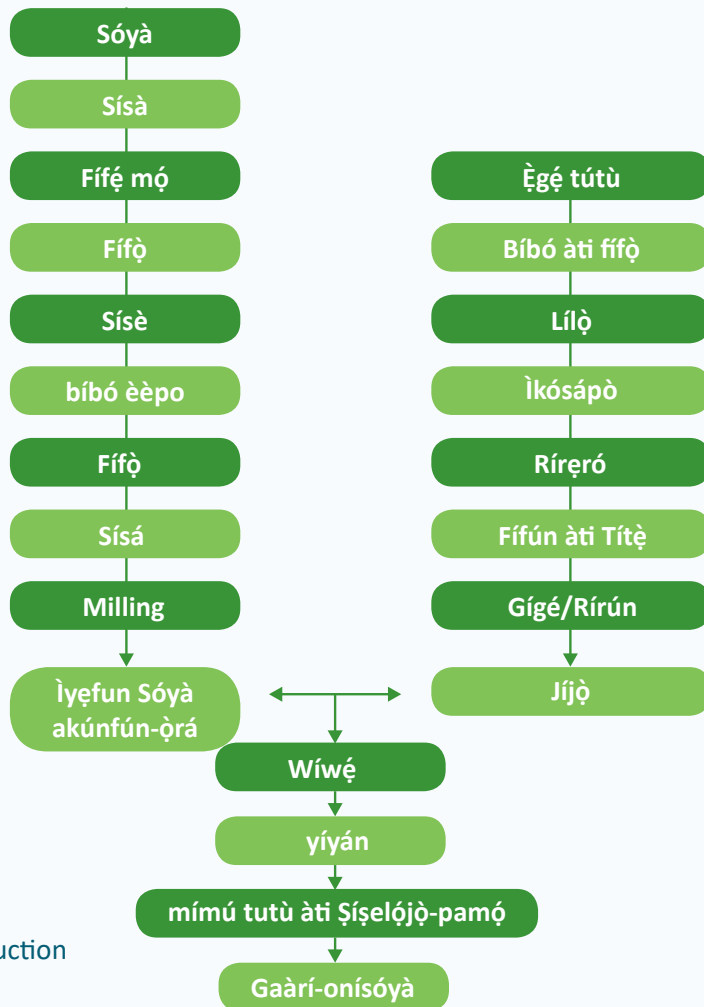 Sóyà
Sísà
Fífẹ́ mọ́
Fífọ̀
Sísè
bíbó èèpo
Fífọ̀
Sísá
Milling
Ìyẹfun Sóyà
akúnfún-ọ̀rá
Ẹ̀gẹ́ tútù
Bíbó àti fífọ̀
Lílọ̀
Ìkósápò
Rírẹró
Fífún àti Títẹ̀
Gígé/Rírún
Jíjọ̀
Wíwẹ́
yíyán
mímú tutù àti Ṣíṣelọ́jọ̀-pamọ́
Gaàrí-onísóyà
uction